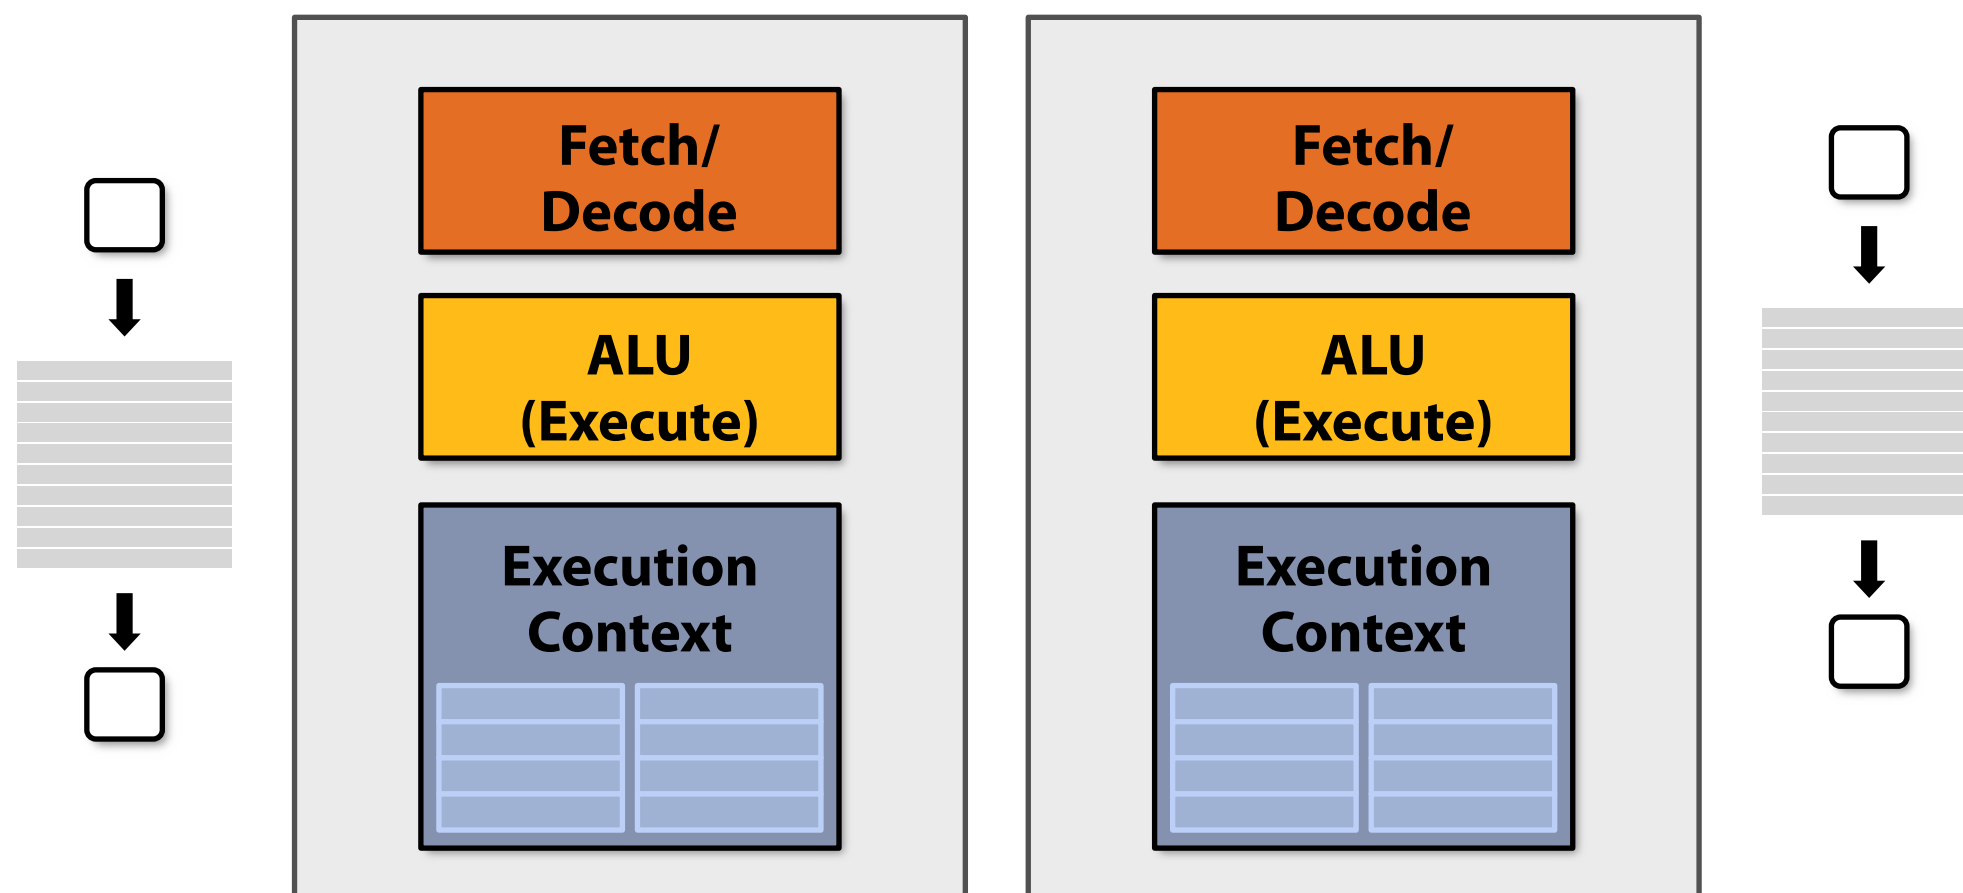 Fetch/
Decode
ALU
(Execute)
Execution
Context
Fetch/
Decode
ALU
(Execute)
Execution
Context